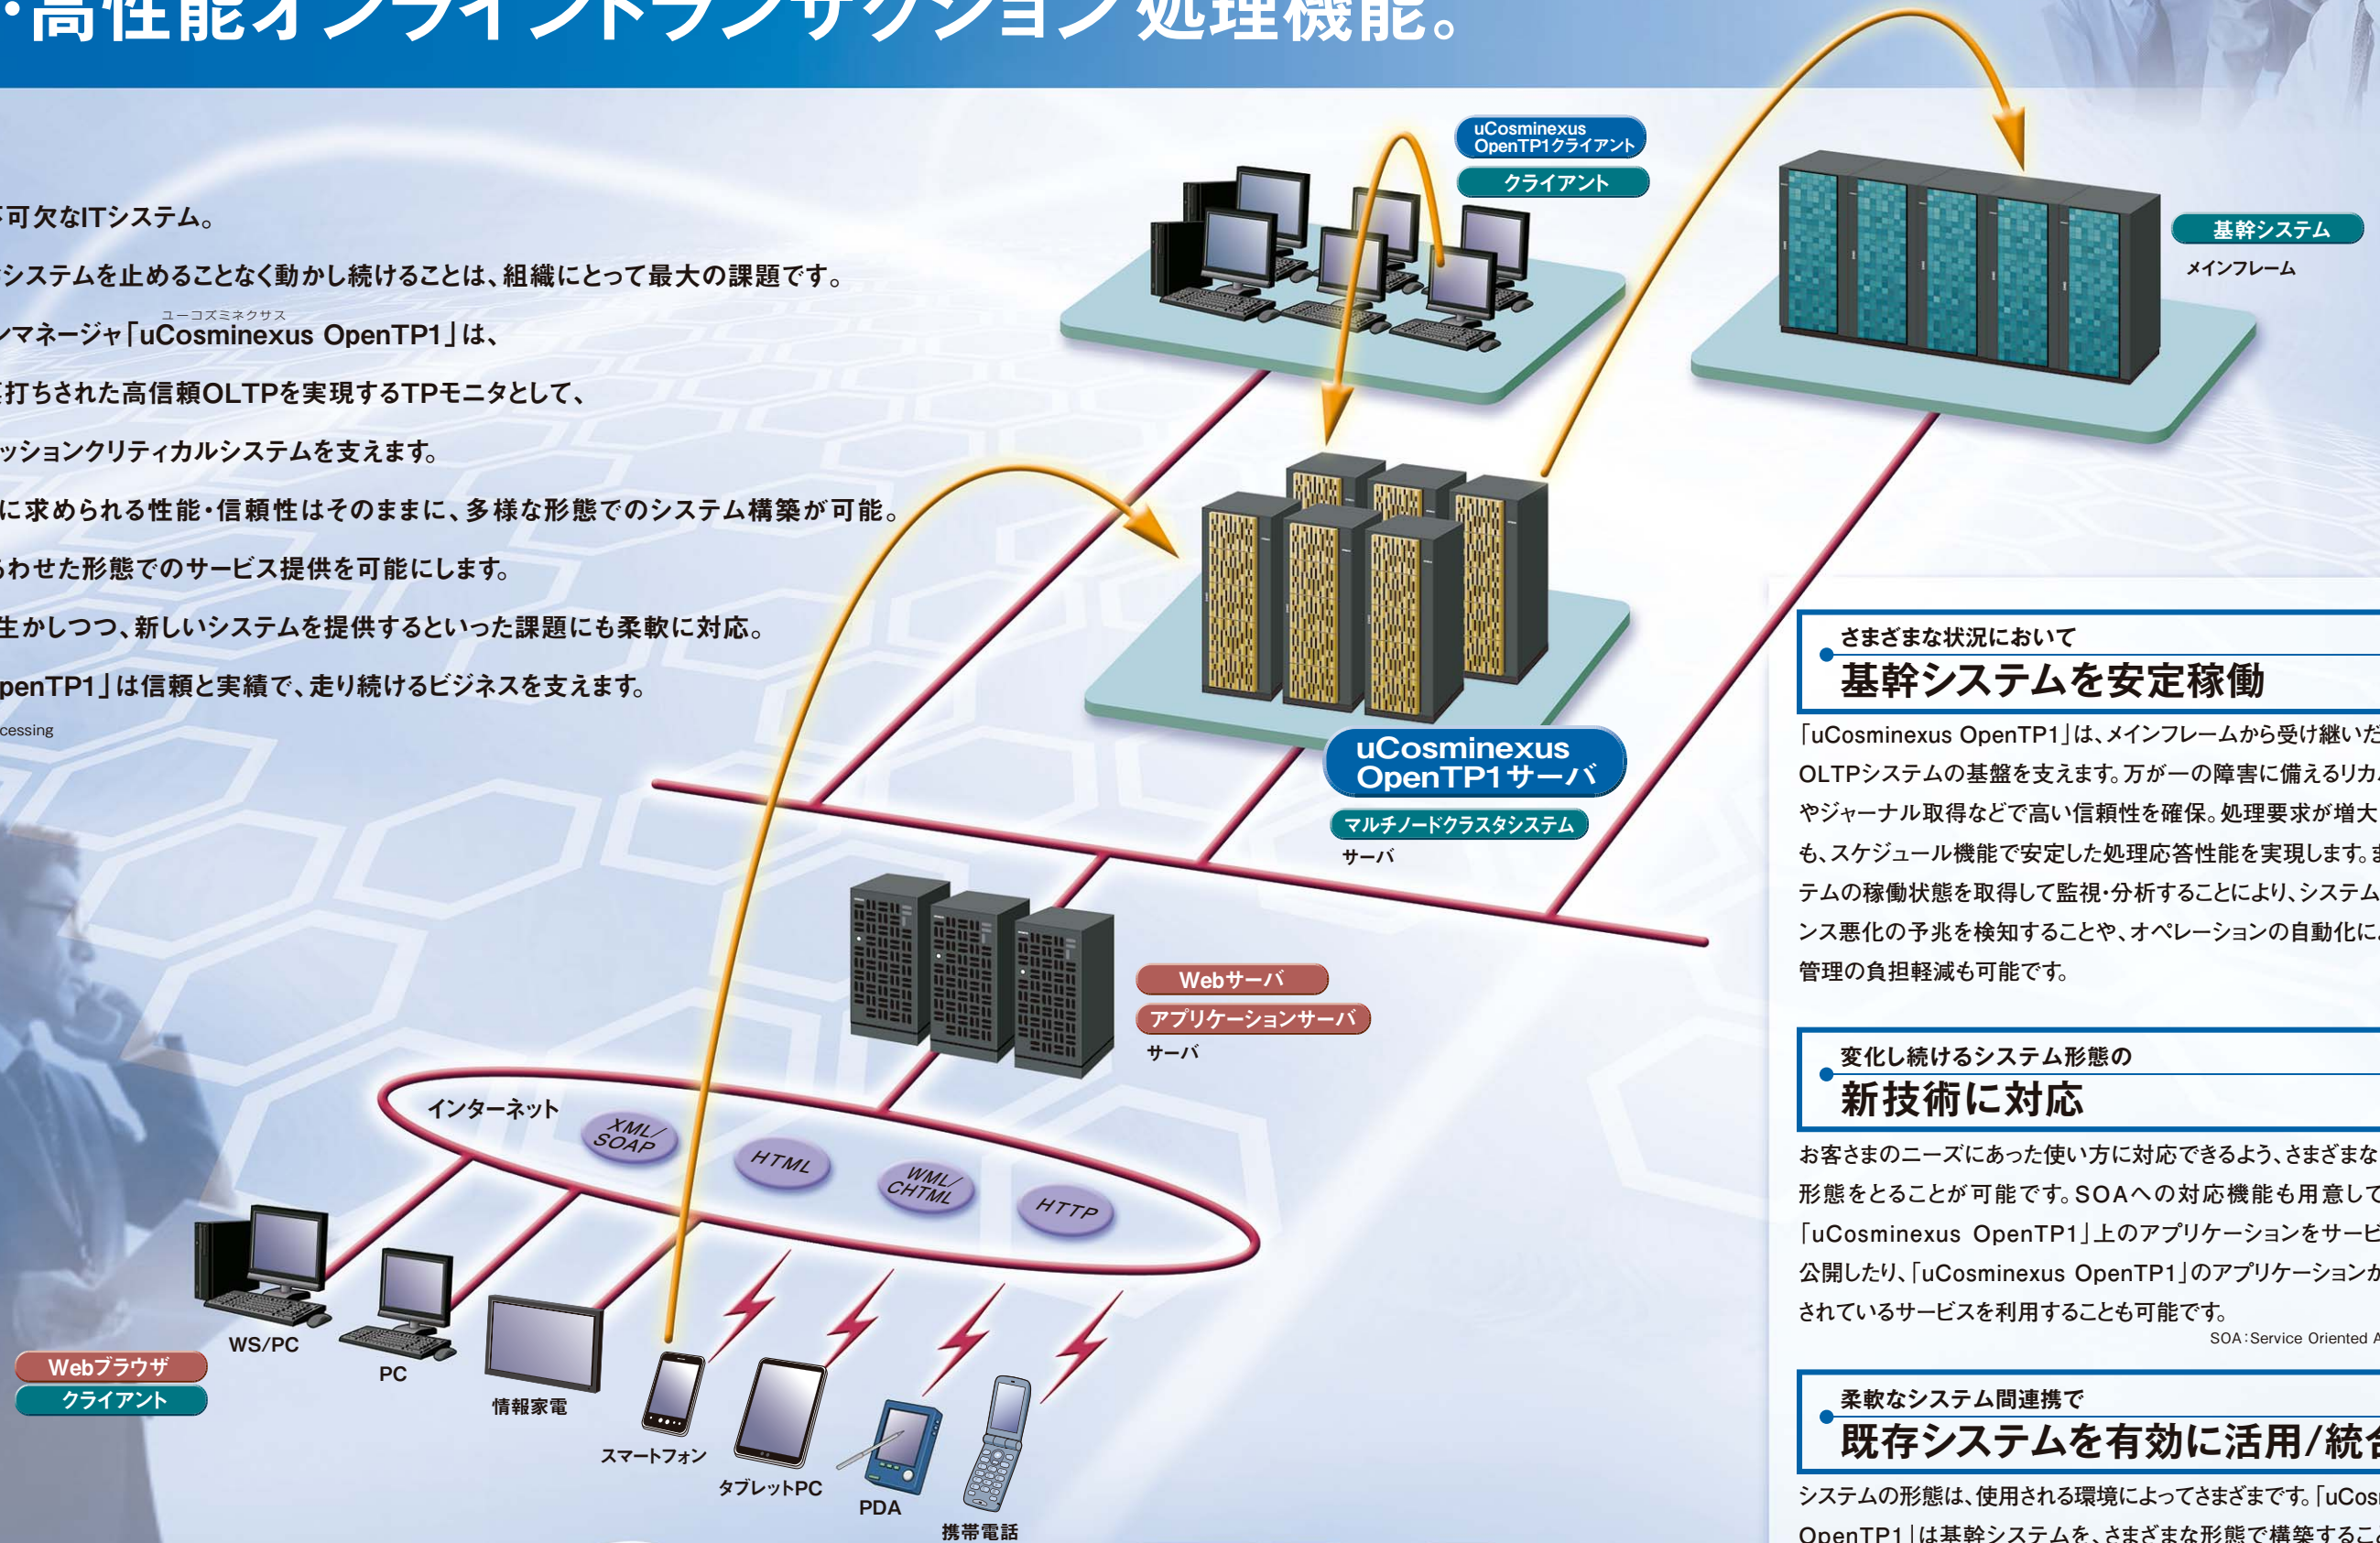 ・高性能オンライントランザクション処理機能。
不可欠なITシステム。
システムを止めることなく動かし続けることは、組織にとって最大の課題です。
ユーコズミネクサス
ンマネージャ「uCosminexus OpenTP1」は、
打ちされた高信頼OLTPを実現するTPモニタとして、
ッションクリティカルシステムを支えます。
に求められる性能・信頼性はそのままに、多様な形態でのシステム構築が可能。
わせた形態でのサービス提供を可能にします。
生かしつつ、新しいシステムを提供するといった課題にも柔軟に対応。
penTP1」は信頼と実績で、走り続けるビジネスを支えます。
cessing
uCosminexus
OpenTP1クライアント
クライアント
基幹システム
メインフレーム
uCosminexus
OpenTP1サーバ
マルチノードクラスタシステム
サーバ
Webサーバ
アプリケーションサーバ
サーバ
インターネット
XML/
SOAP
HTML
WML/
CHTML
HTTP
WS/PC
PC
情報家電
スマートフォン
タブレットPC
PDA
携帯電話
Webブラウザ
クライアント
さまざまな状況において
基幹システムを安定稼働
「uCosminexus OpenTP1」は、メインフレームから受け継いだ
OLTPシステムの基盤を支えます。万が一の障害に備えるリカ
やジャーナル取得などで高い信頼性を確保。処理要求が増大
も、スケジュール機能で安定した処理応答性能を実現します。ま
テムの稼働状態を取得して監視・分析することにより、システム
ンス悪化の予兆を検知することや、オペレーションの自動化に
管理の負担軽減も可能です。
変化し続けるシステム形態の
新技術に対応
お客さまのニーズにあった使い方に対応できるよう、さまざまな
形態をとることが可能です。SOAへの対応機能も用意して
「uCosminexus OpenTP1」上のアプリケーションをサービ
公開したり、「uCosminexus OpenTP1」のアプリケーションか
されているサービスを利用することも可能です。
SOA：Service Oriented A
柔軟なシステム間連携で
既存システムを有効に活用/統合
システムの形態は、使用される環境によってさまざまです。「uCos
OpenTP1」は基幹システムを、さまざまな形態で構築するこ